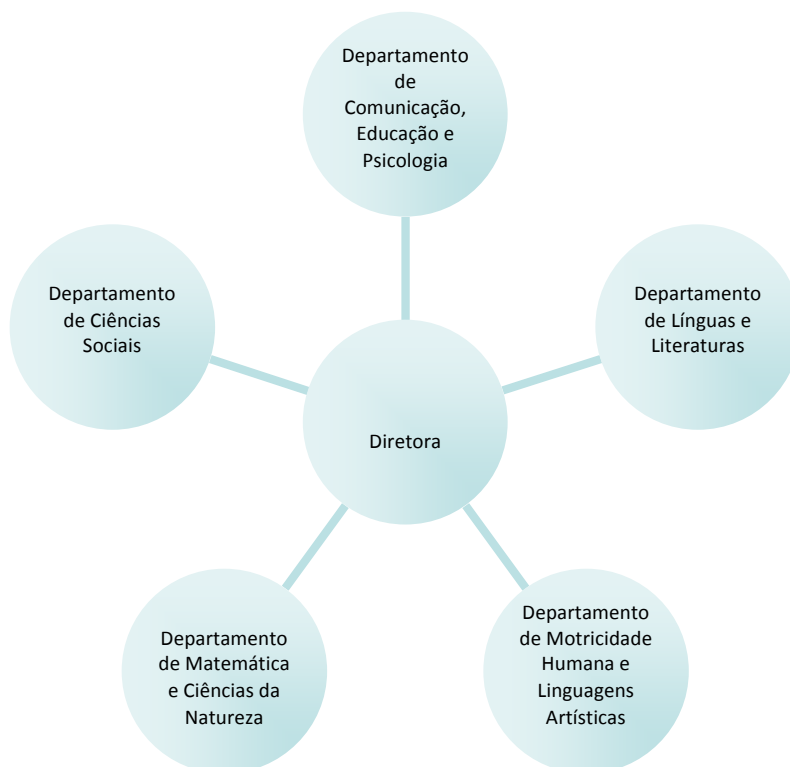 Departamento
de
Comunicação,
Educação e
Psicologia
Departamento
de Ciências
Sociais
Departamento
de Línguas e
Literaturas
Diretora
Departamento
de Matemática
e Ciências da
Natureza
Departamento
de Motricidade
Humana e
Linguagens
Artísticas